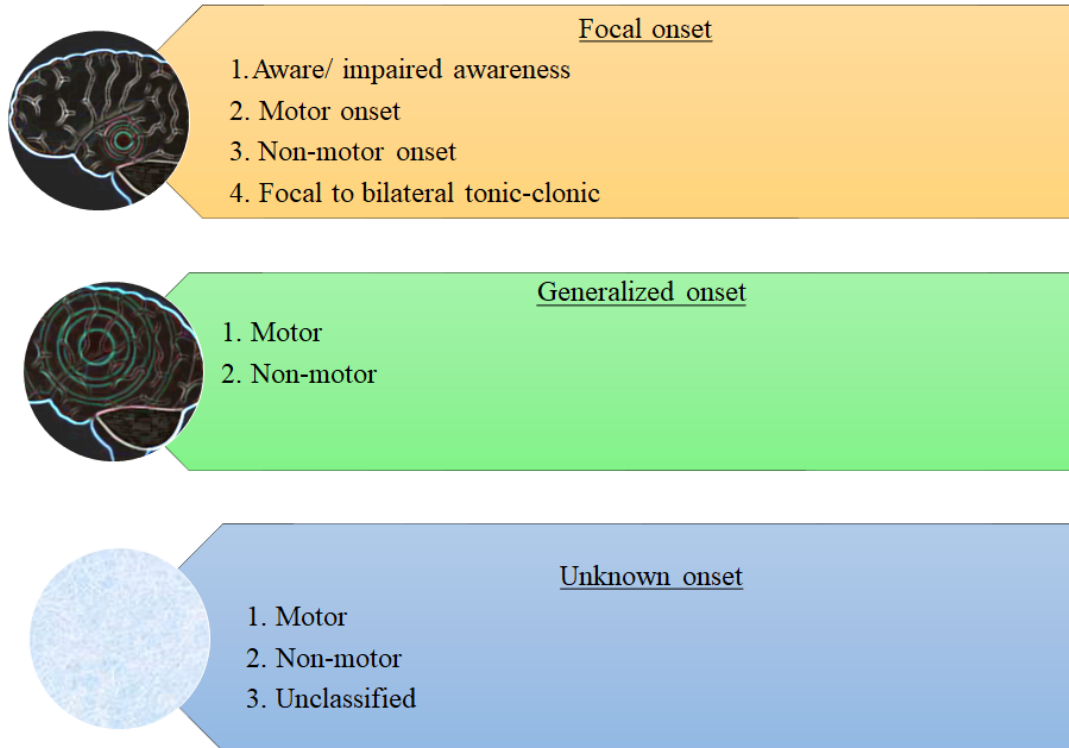 Focal onset
1. Aware/ impaired awareness
2. Motor onset
3. Non-motor onset
4. Focal to bilateral tonic-clonic
Generalized onset
1. Motor
2. Non-motor
Unknown onset
1. Motor
2. Non-motor
3. Unclassified